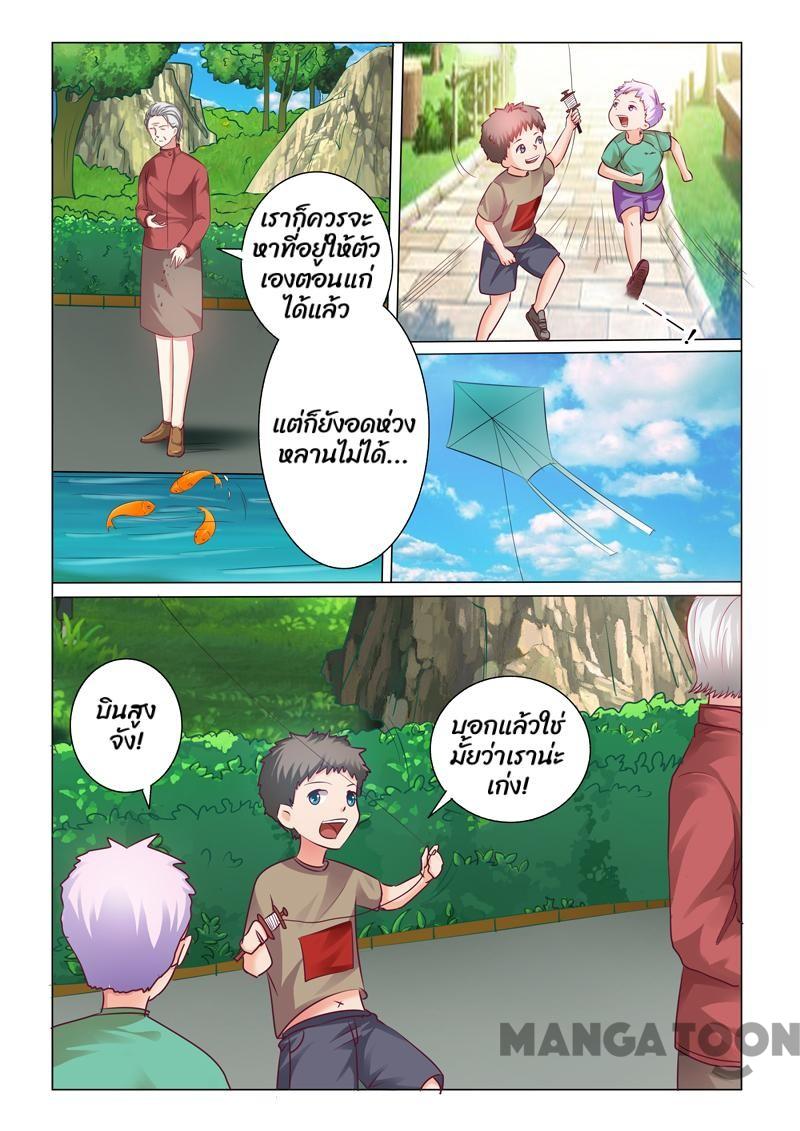 เราก็ควรจะ
หาที่อยู่ให้ตัว
เองตอนแก่
ได้แล้ว
แต่ก็ยังอดห่วง
หลานไม่ได้...
!
บินสูง
จัง!
บอกแล้วใช่
มั้ยว่าเราน่ะ
เก่ง!
MANGATOON